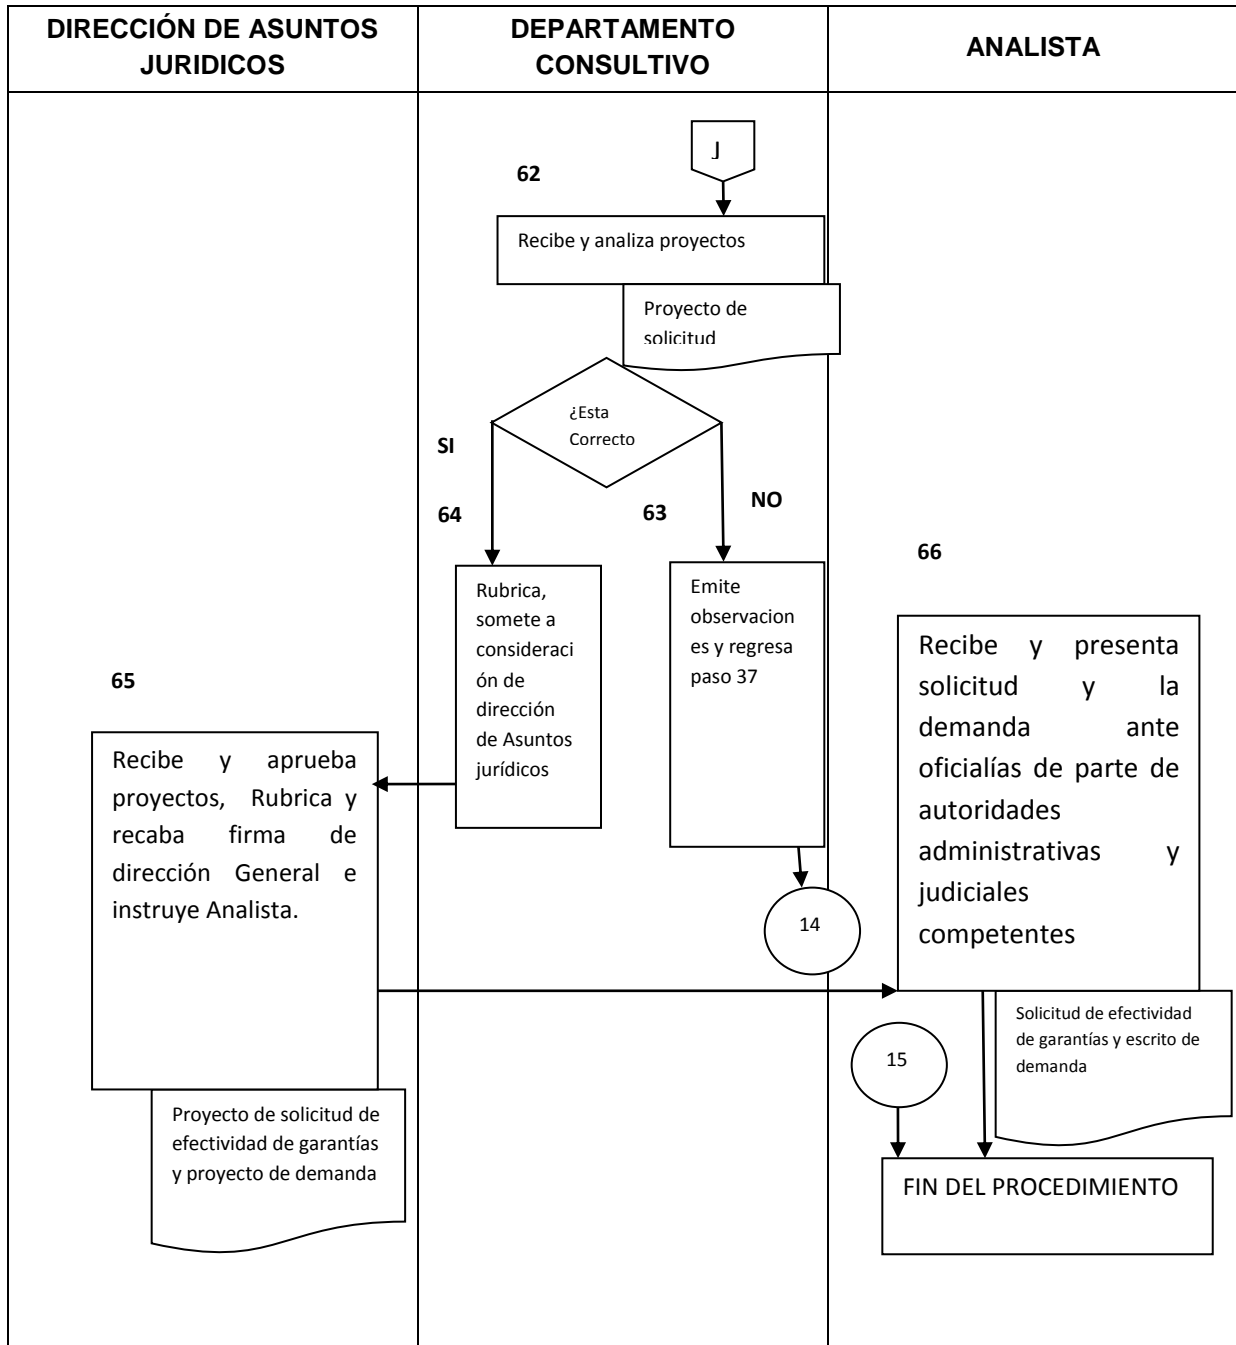 DIRECCIÓN DE ASUNTOS
JURIDICOS
DEPARTAMENTO
CONSULTIVO
ANALISTA
J
62
Recibe y analiza proyectos
Proyecto de
solicitud
¿Esta
Correcto
SI
NO
64
63
Rubrica,
somete a
consideraci
ón de
dirección
de Asuntos
jurídicos
Emite
observacion
es y regresa
paso 37
14
65
Recibe y aprueba
proyectos, Rubrica y
recaba firma de
dirección General e
instruye Analista.
Proyecto de solicitud de
efectividad de garantías
y proyecto de demanda
66
Recibe y presenta
solicitud y la
demanda ante
oficialías de parte de
autoridades
administrativas y
judiciales
competentes
Solicitud de efectividad
de garantías y escrito de
demanda
15
FIN DEL PROCEDIMIENTO